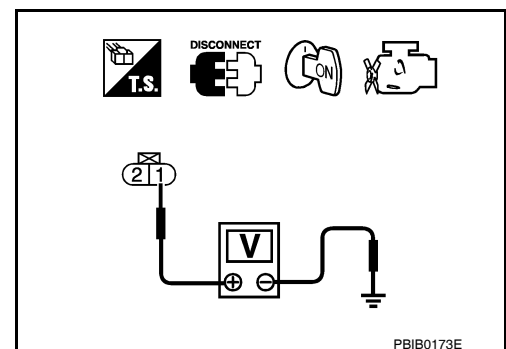 DISCONNECT
T.S.
ON
2 1
V
+ −
PBIB0173E